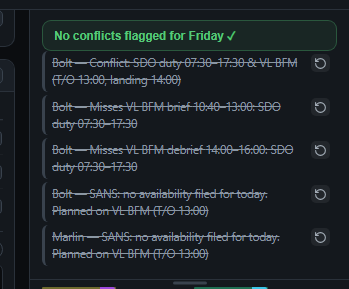 No conflicts flagged for Friday ✓
Bolt — Conflict: SDO duty 07:30–17:30 & VL BFM
(T/O 13:00, landing 14:00)
Bolt — Misses VL BFM brief 10:40–13:00: SDO
duty 07:30–17:30
Bolt — Misses VL BFM debrief 14:00–16:00: SDO
duty 07:30–17:30
Bolt — SANS: no availability filed for today.
Planned on VL BFM (T/O 13:00)
Marlin — SANS: no availability filed for today.
Planned on VL BFM (T/O 13:00)